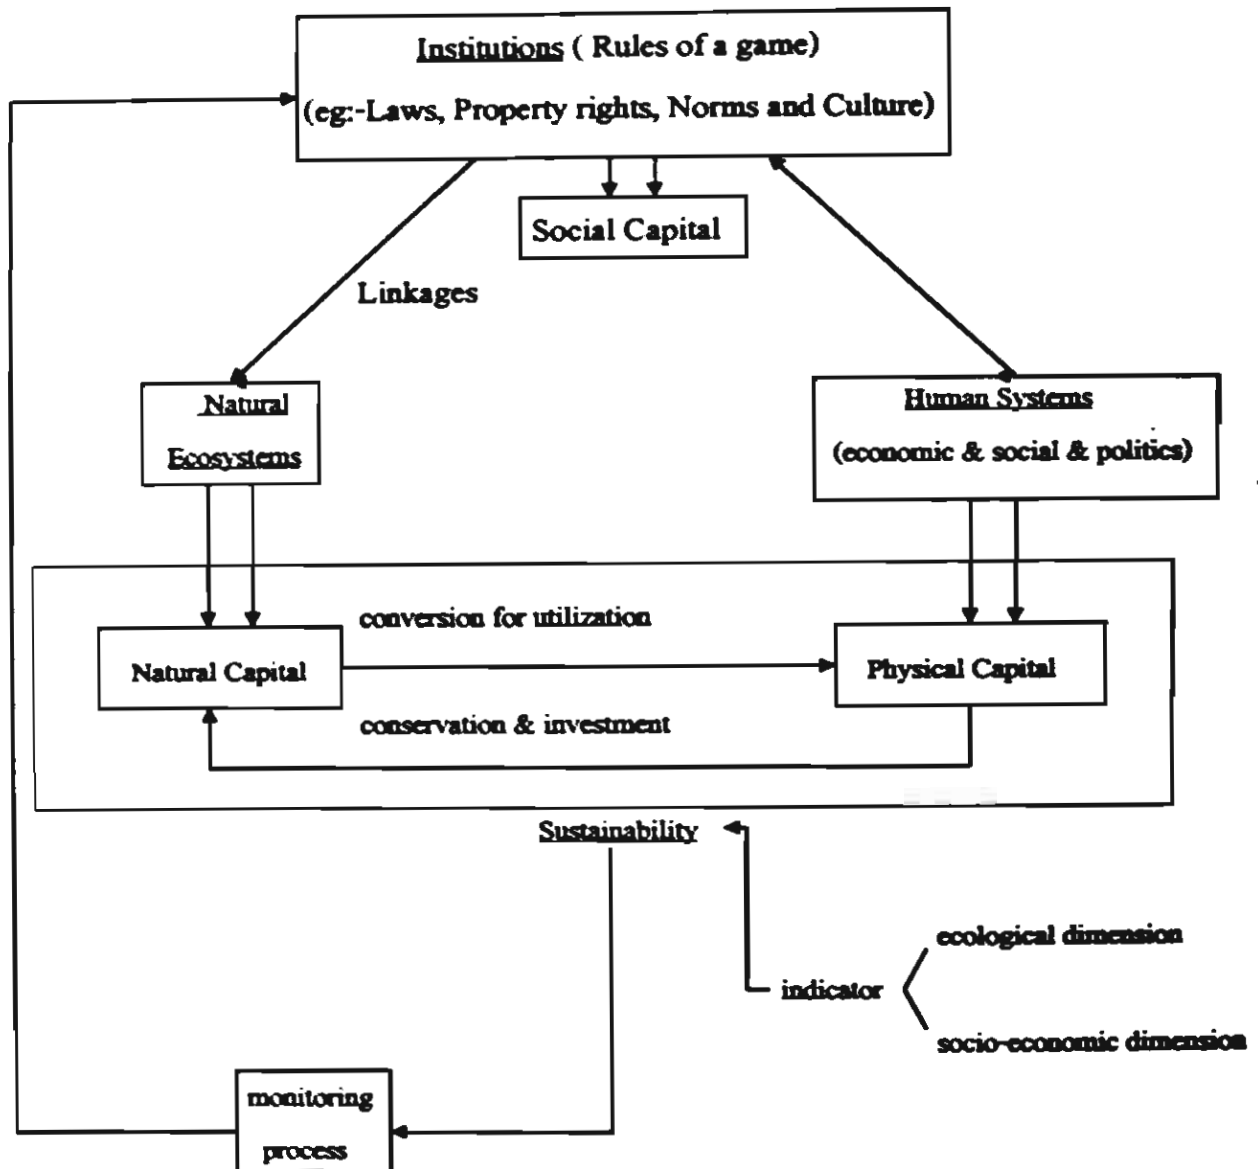 Institutions ( Rules of a game)
(eg:-Laws, Property rights, Norms and Culture)
Social Capital
Linkages
Natural
Ecosystems
Human Systems
(economic & social & politics)
conversion for utilization
Natural Capital
Physical Capital
conservation & investment
Sustainability
ecological dimension
indicator
socio-economic dimension
monitoring
process